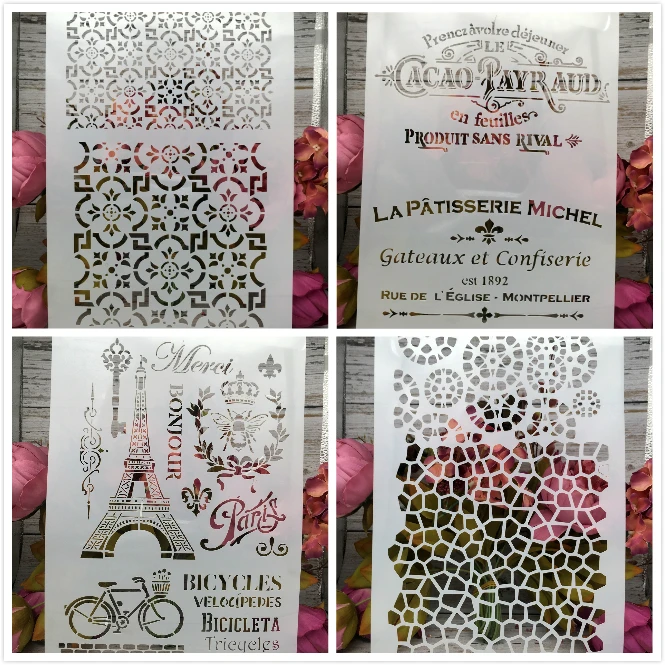 Prenez à votre déjeuner
LE
CACAO PAYRAUD
en feuilles
PRODUIT SANS RIVAL
LA PÂTISSERIE MICHEL
Gateaux et Confiserie
est 1892
RUE DE L'ÉGLISE - MONTPELLIER
Merci
BONJOUR
Paris
BICYCLES
VELOCIPEDES
BICICLETA
Tricycles